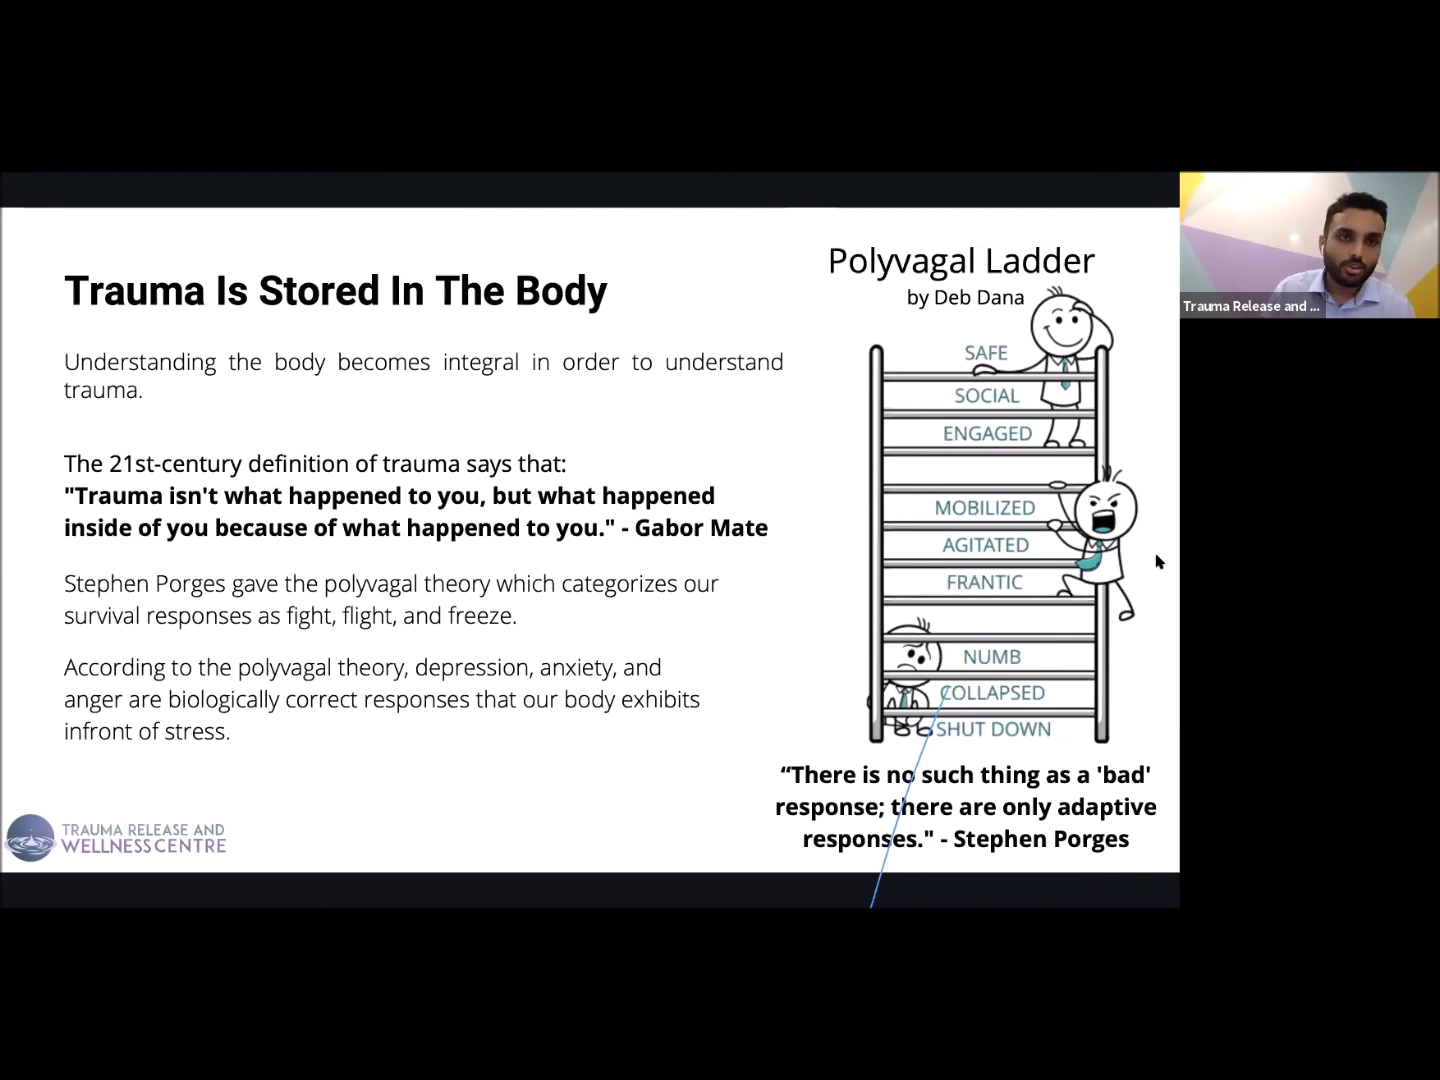 Trauma Is Stored In The Body
Understanding the body becomes integral in order to understand
trauma.
The 21st-century definition of trauma says that:
"Trauma isn't what happened to you, but what happened
inside of you because of what happened to you." - Gabor Mate
Stephen Porges gave the polyvagal theory which categorizes our
survival responses as fight, flight, and freeze.
According to the polyvagal theory, depression, anxiety, and
anger are biologically correct responses that our body exhibits
infront of stress.
TRAUMA RELEASE AND
WELLNESS CENTRE
Polyvagal Ladder
by Deb Dana
SAFE
SOCIAL
ENGAGED
MOBILIZED
AGITATED
FRANTIC
NUMB
COLLAPSED
SHUT DOWN
“There is no such thing as a 'bad'
response; there are only adaptive
responses." - Stephen Porges
Trauma Release and ...